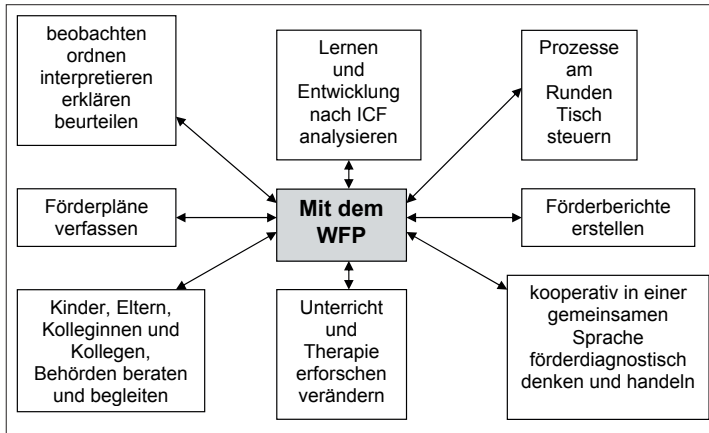 beobachten
ordnen
interpretieren
erklären
beurteilen
Lernen
und
Entwicklung
nach ICF
analysieren
Prozesse
am
Runden
Tisch
steuern
Förderpläne
verfassen
Mit dem
WFP
Förderberichte
erstellen
Kinder, Eltern,
Kolleginnen und
Kollegen,
Behörden beraten
und begleiten
Unterricht
und
Therapie
erforschen
verändern
kooperativ in einer
gemeinsamen
Sprache
förderdiagnostisch
denken und handeln